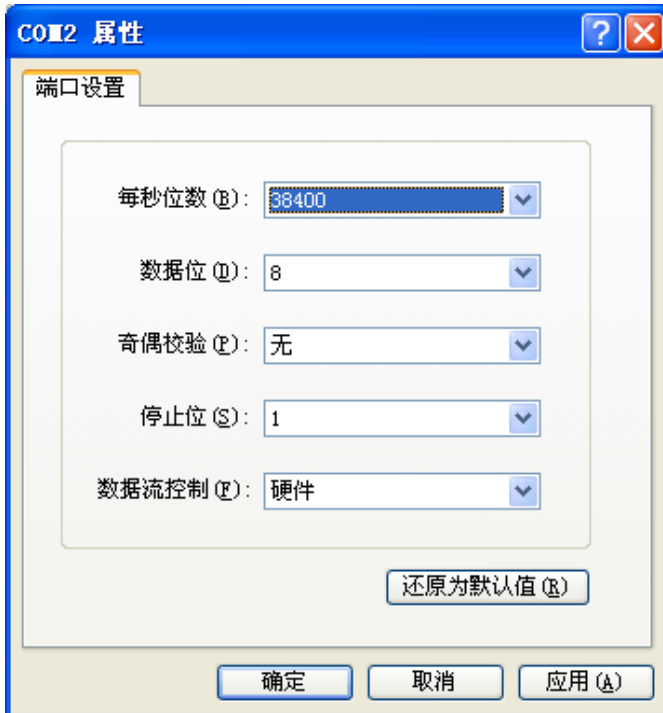 COM2 属性
端口设置
每秒位数(B): 38400
数据位(D): 8
奇偶校验(P): 无
停止位(S): 1
数据流控制(F): 硬件
还原为默认值(R)
确定 取消 应用(A)